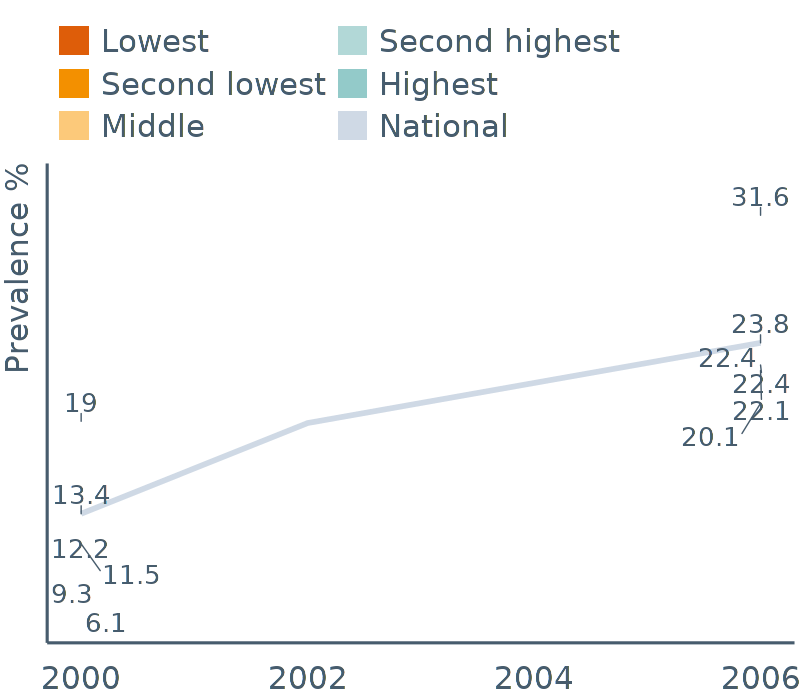 Lowest
Second highest
Second lowest
Highest
Middle
National
Prevalence %
31.6
23.8
22.4
22.4
22.1
20.1
19
13.4
12.2
11.5
9.3
6.1
2000
2002
2004
2006